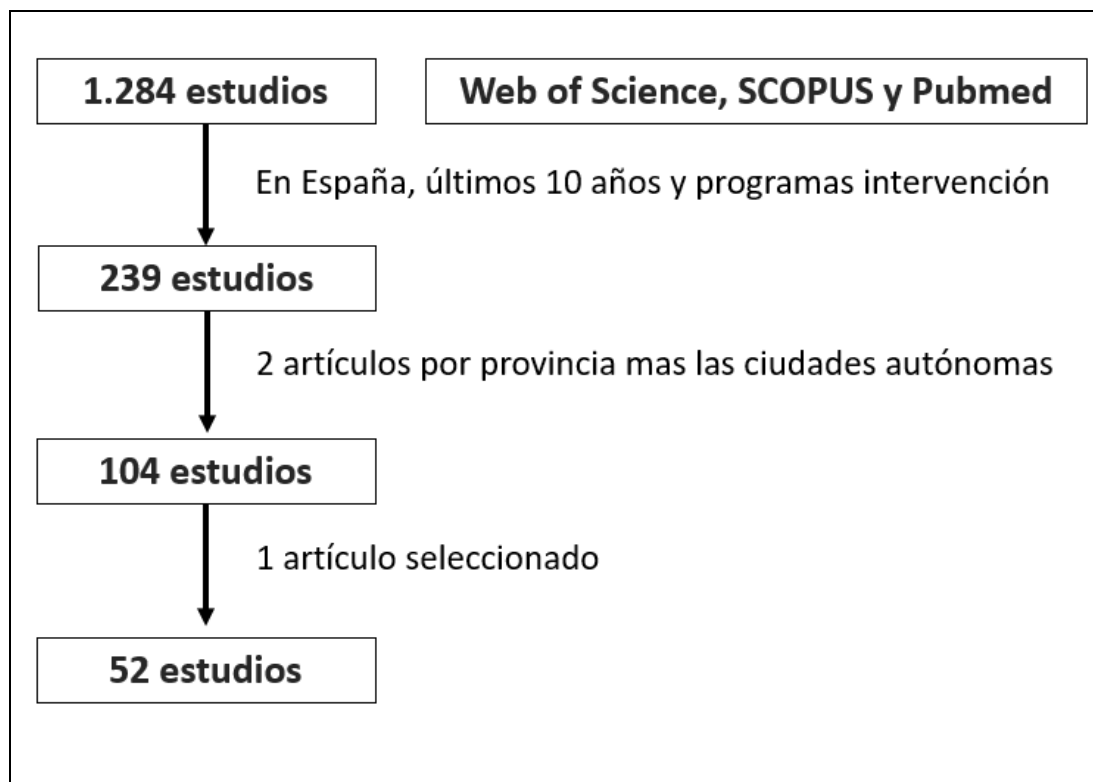 1.284 estudios
Web of Science, SCOPUS y Pubmed
En España, últimos 10 años y programas intervención
239 estudios
2 artículos por provincia mas las ciudades autónomas
104 estudios
1 artículo seleccionado
52 estudios